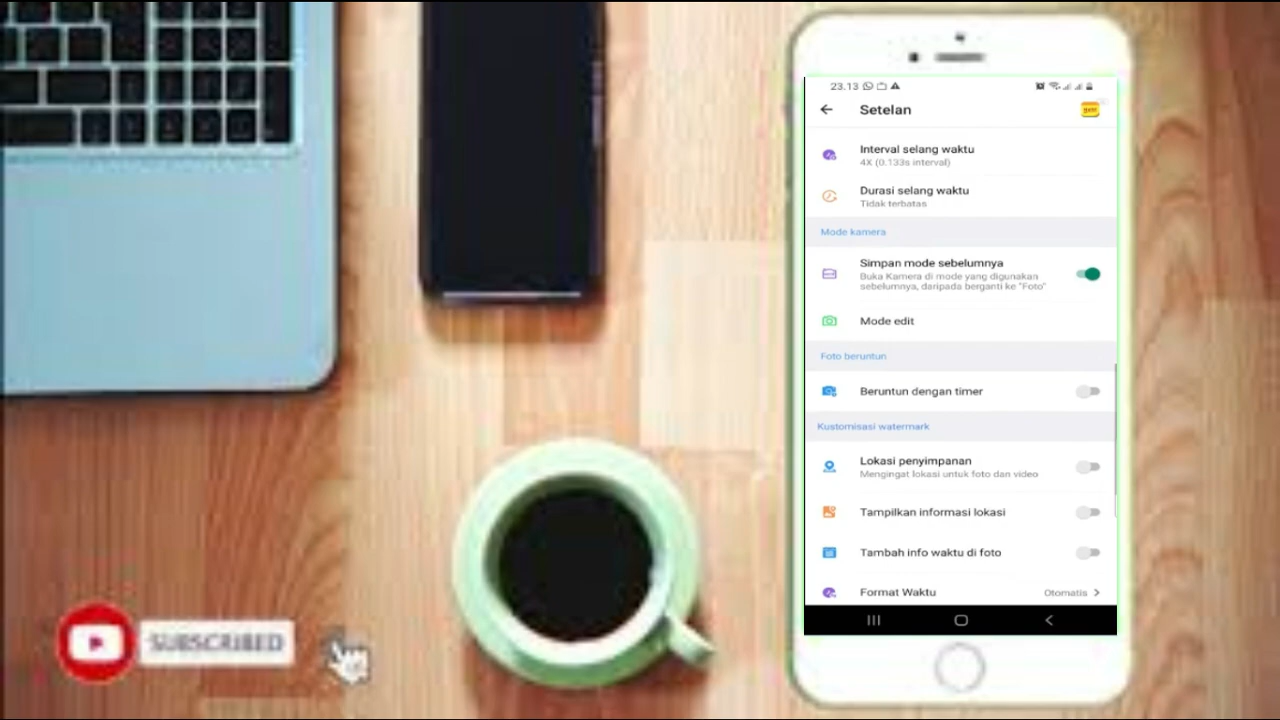 23.13
Setelan
Interval selang waktu
4X (0.133s interval)
Durasi selang waktu
Tidak terbatas
Mode kamera
Simpan mode sebelumnya
Buka Kamera di mode yang digunakan
sebelumnya, daripada berganti ke "Foto"
Mode edit
Foto beruntun
Beruntun dengan timer
Kustomisasi watermark
Lokasi penyimpanan
Mengingat lokasi untuk foto dan video
Tampilkan informasi lokasi
Tambah info waktu di foto
Format Waktu
Otomatis
SUBSCRIBED